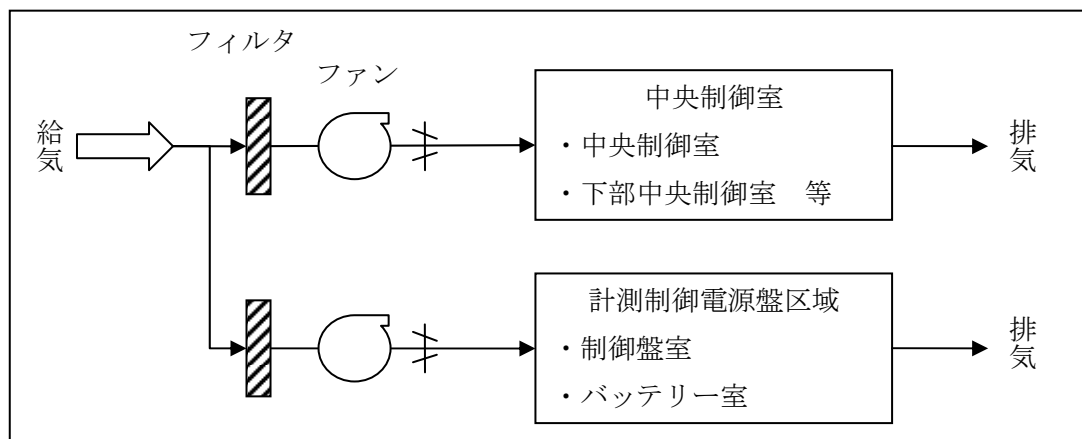 フィルタ
ファン
給気
中央制御室
・中央制御室
・下部中央制御室　等
排気
計測制御電源盤区域
・制御盤室
・バッテリー室
排気